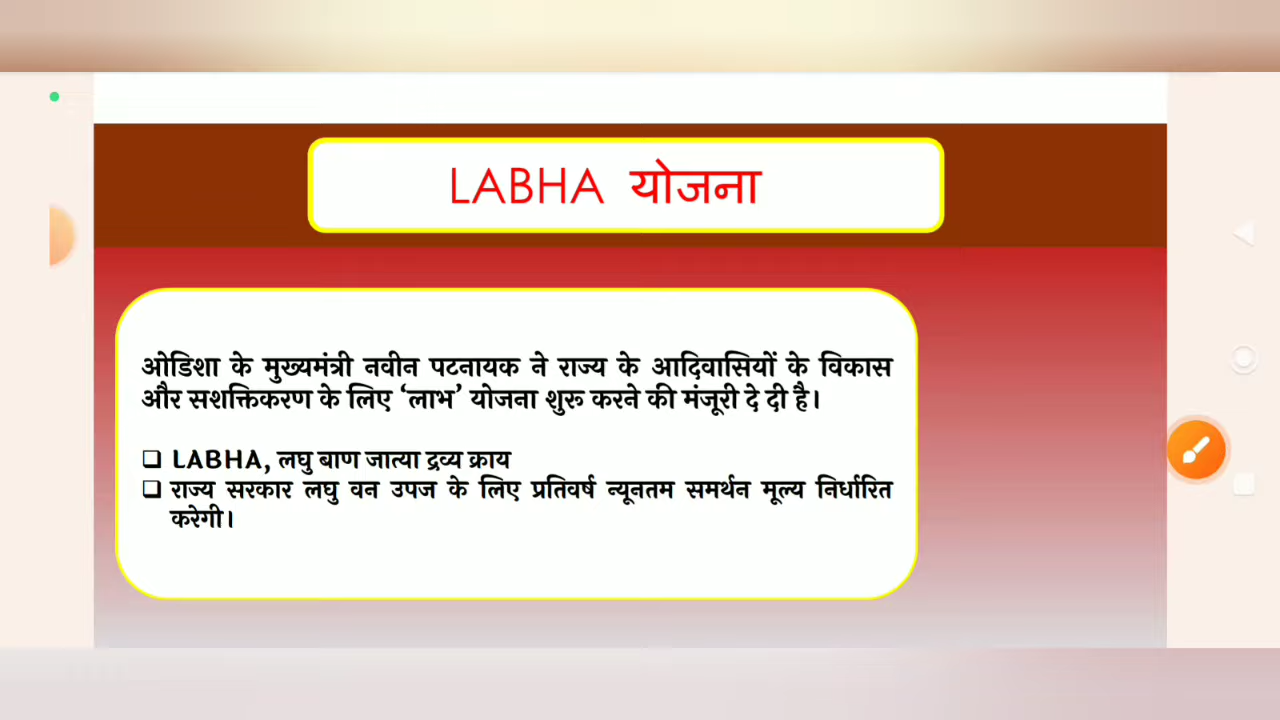 LABHA योजना
ओडिशा के मुख्यमंत्री नवीन पटनायक ने राज्य के आदिवासियों के विकास
और सशक्तिकरण के लिए ‘लाभ’ योजना शुरू करने की मंजूरी दे दी है।
❑ LABHA, लघु बाण जात्या द्रव्य क्राय
❑ राज्य सरकार लघु वन उपज के लिए प्रतिवर्ष न्यूनतम समर्थन मूल्य निर्धारित
करेगी।